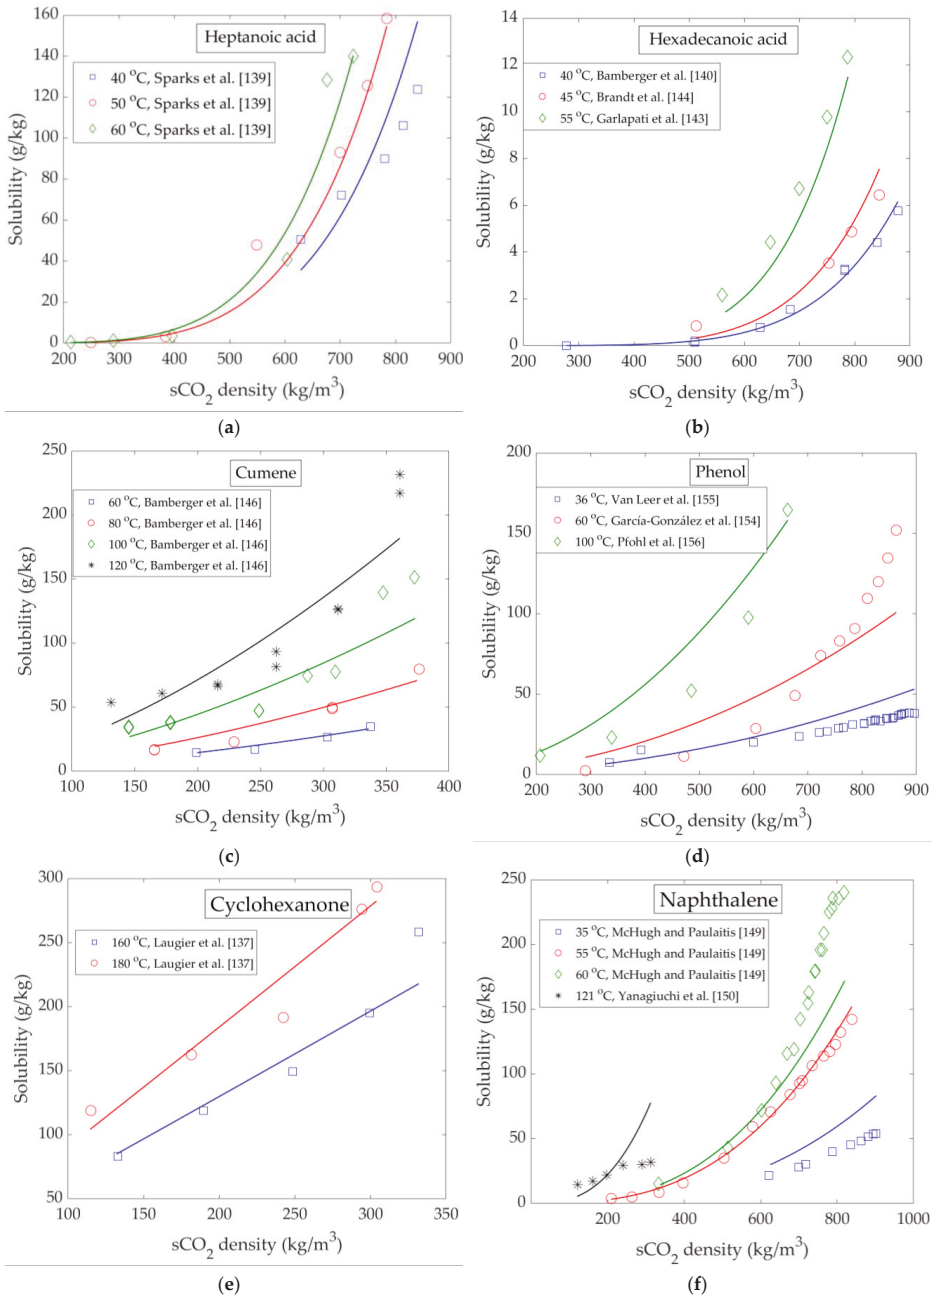 Heptanoic acid
40 °C, Sparks et al. [139]
50 °C, Sparks et al. [139]
60 °C, Sparks et al. [139]
Solubility (g/kg)
160
140
120
100
80
60
40
20
0
200 300 400 500 600 700 800 900
sCO2 density (kg/m3)
(a)
Hexadecanoic acid
40 °C, Bamberger et al. [140]
45 °C, Brandt et al. [144]
55 °C, Garlapati et al. [143]
Solubility (g/kg)
14
12
10
8
6
4
2
0
200 300 400 500 600 700 800 900
sCO2 density (kg/m3)
(b)
Cumene
60 °C, Bamberger et al. [146]
80 °C, Bamberger et al. [146]
100 °C, Bamberger et al. [146]
120 °C, Bamberger et al. [146]
Solubility (g/kg)
250
200
150
100
50
0
100 150 200 250 300 350 400
sCO2 density (kg/m3)
(c)
Phenol
36 °C, Van Leer et al. [155]
60 °C, García-González et al. [154]
100 °C, Pfohl et al. [156]
Solubility (g/kg)
200
150
100
50
0
200 300 400 500 600 700 800 900
sCO2 density (kg/m3)
(d)
Cyclohexanone
160 °C, Laugier et al. [137]
180 °C, Laugier et al. [137]
Solubility (g/kg)
300
250
200
150
100
50
100 150 200 250 300 350
sCO2 density (kg/m3)
(e)
Naphthalene
35 °C, McHugh and Paulaitis [149]
55 °C, McHugh and Paulaitis [149]
60 °C, McHugh and Paulaitis [149]
121 °C, Yanagiuchi et al. [150]
Solubility (g/kg)
250
200
150
100
50
0
200 400 600 800 1000
sCO2 density (kg/m3)
(f)